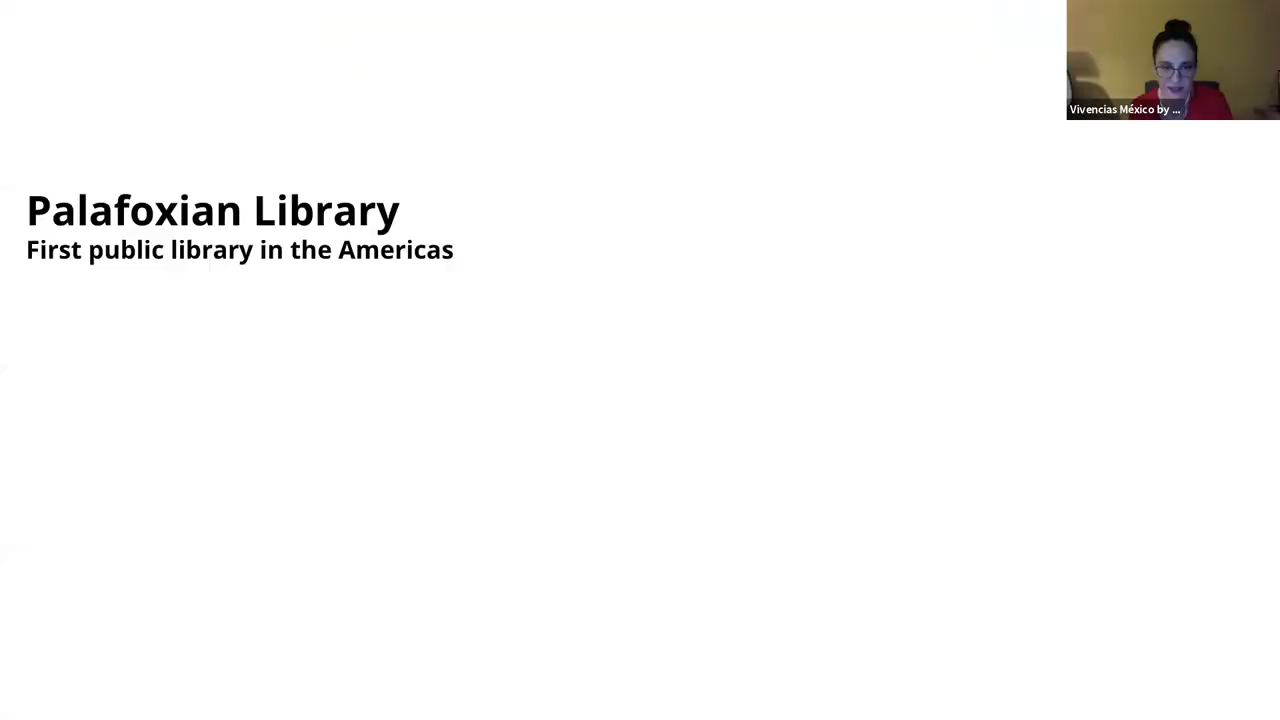 Vivencias México by ...
Palafoxian Library
First public library in the Americas